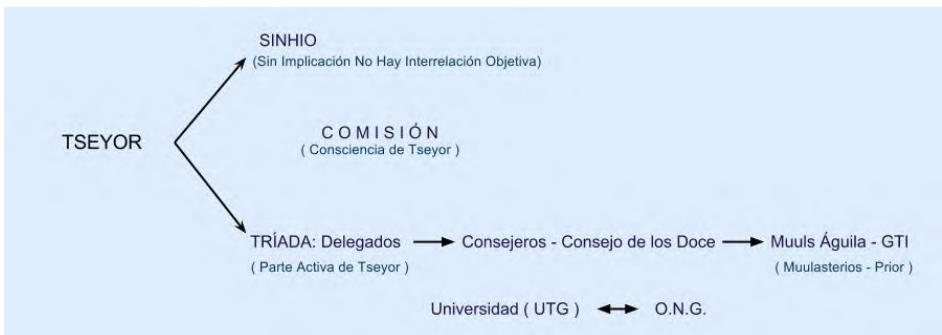 SINHIO
(Sin Implicación No Hay Interrelación Objetiva)
TSEYOR
C O M I S I Ó N
( Consciencia de Tseyor )
TRÍADA: Delegados
Consejeros - Consejo de los Doce
Muuls Águila - GTI
( Parte Activa de Tseyor )
( Muulasterios - Prior )
Universidad ( UTG )
O.N.G.